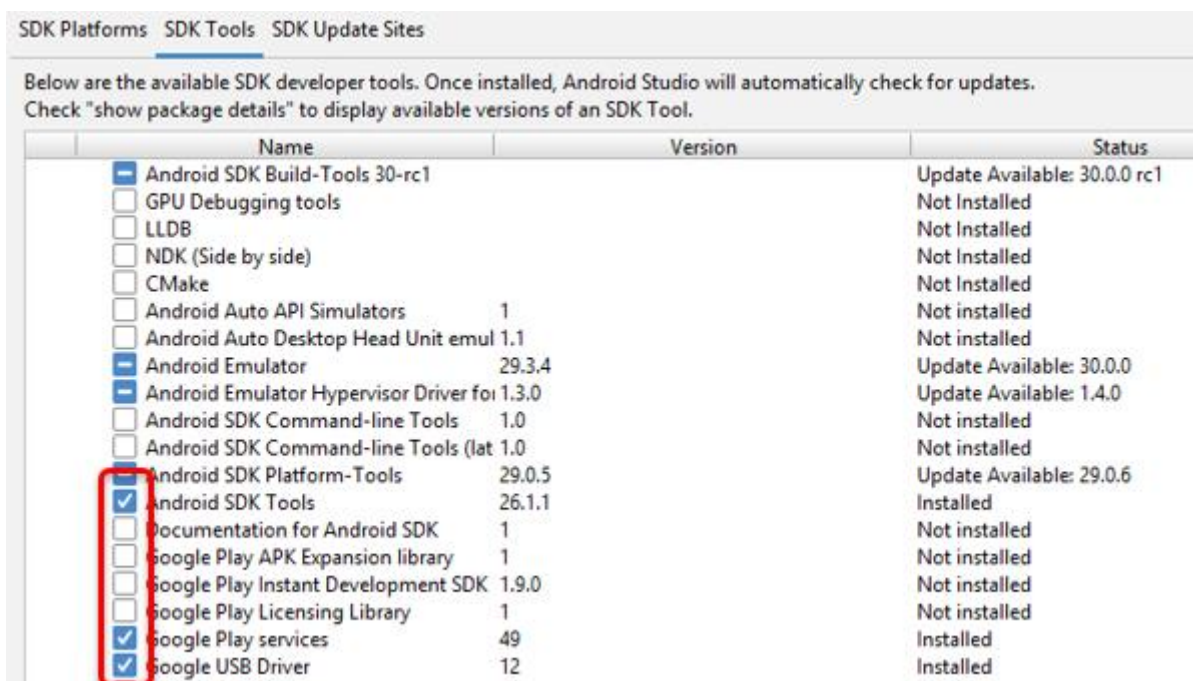 SDK Platforms SDK Tools SDK Update Sites
Below are the available SDK developer tools. Once installed, Android Studio will automatically check for updates.
Check "show package details" to display available versions of an SDK Tool.
Name Version Status
Android SDK Build-Tools 30-rc1 Update Available: 30.0.0 rc1
GPU Debugging tools Not Installed
LLDB Not Installed
NDK (Side by side) Not Installed
CMake Not Installed
Android Auto API Simulators 1 Not installed
Android Auto Desktop Head Unit emul 1.1 Not installed
Android Emulator 29.3.4 Update Available: 30.0.0
Android Emulator Hypervisor Driver for 1.3.0 Update Available: 1.4.0
Android SDK Command-line Tools 1.0 Not installed
Android SDK Command-line Tools (lat 1.0 Not installed
Android SDK Platform-Tools 29.0.5 Update Available: 29.0.6
Android SDK Tools 26.1.1 Installed
Documentation for Android SDK 1 Not installed
Google Play APK Expansion library 1 Not installed
Google Play Instant Development SDK 1.9.0 Not installed
Google Play Licensing Library 1 Not installed
Google Play services 49 Installed
Google USB Driver 12 Installed